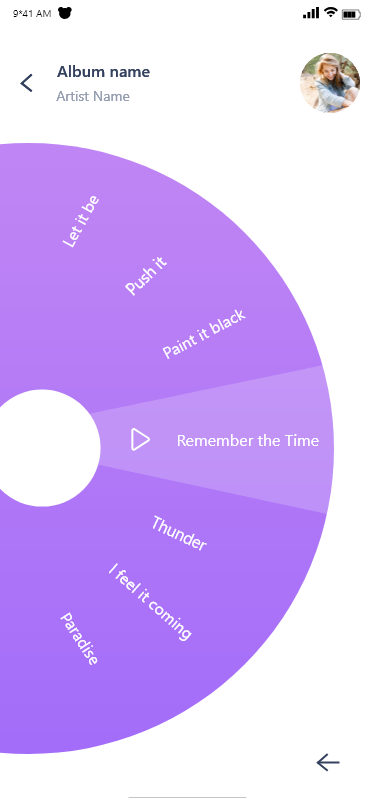 9*41 AM
Album name
Artist Name
Let it be
Push it
Paint it black
Remember the Time
Thunder
I feel it coming
Paradise